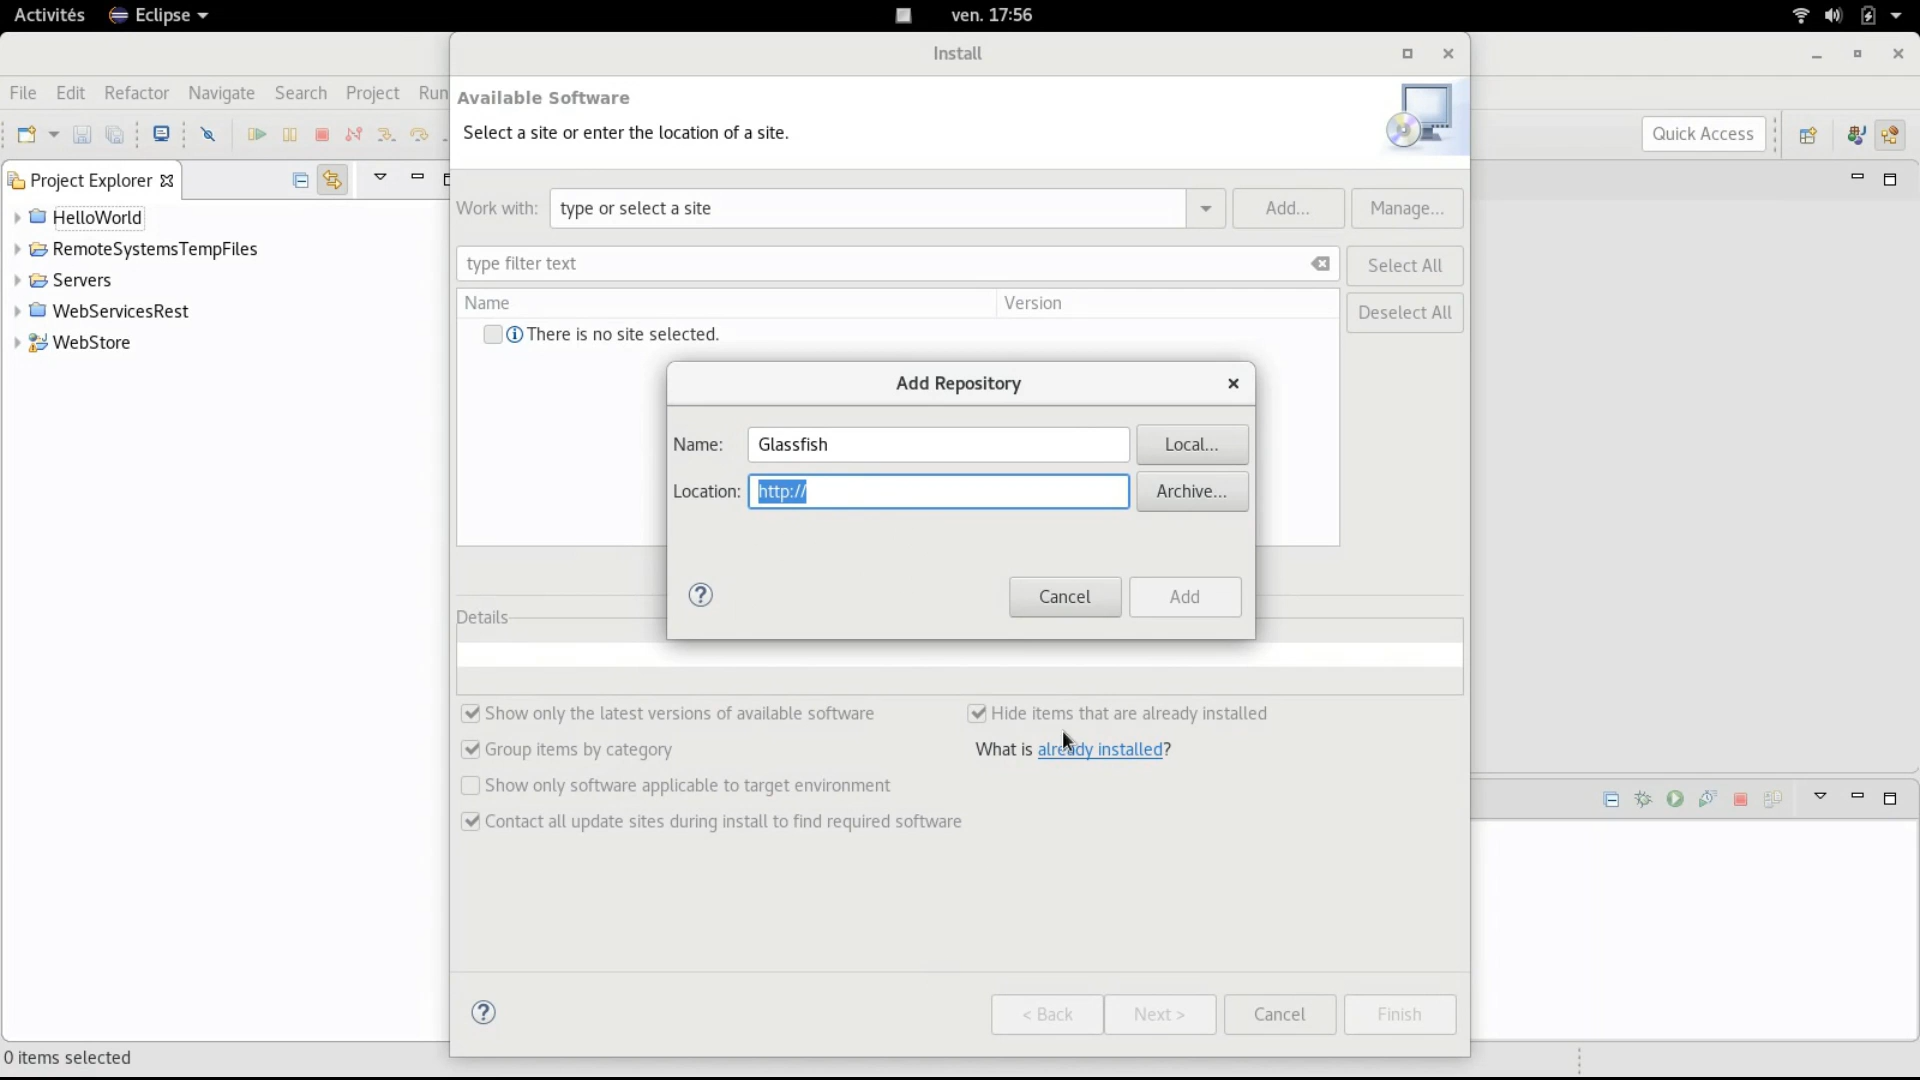 Activités Eclipse ven. 17:56
Install
File Edit Refactor Navigate Search Project Run
Available Software
Select a site or enter the location of a site.
Quick Access
Project Explorer
HelloWorld
RemoteSystemsTempFiles
Servers
WebServicesRest
WebStore
Work with: type or select a site Add... Manage...
type filter text Select All
Name Version
Deselect All
There is no site selected.
Add Repository
Name: Glassfish Local...
Location: http:// Archive...
Cancel Add
Details
Show only the latest versions of available software Hide items that are already installed
Group items by category What is already installed?
Show only software applicable to target environment
Contact all update sites during install to find required software
< Back Next > Cancel Finish
0 items selected